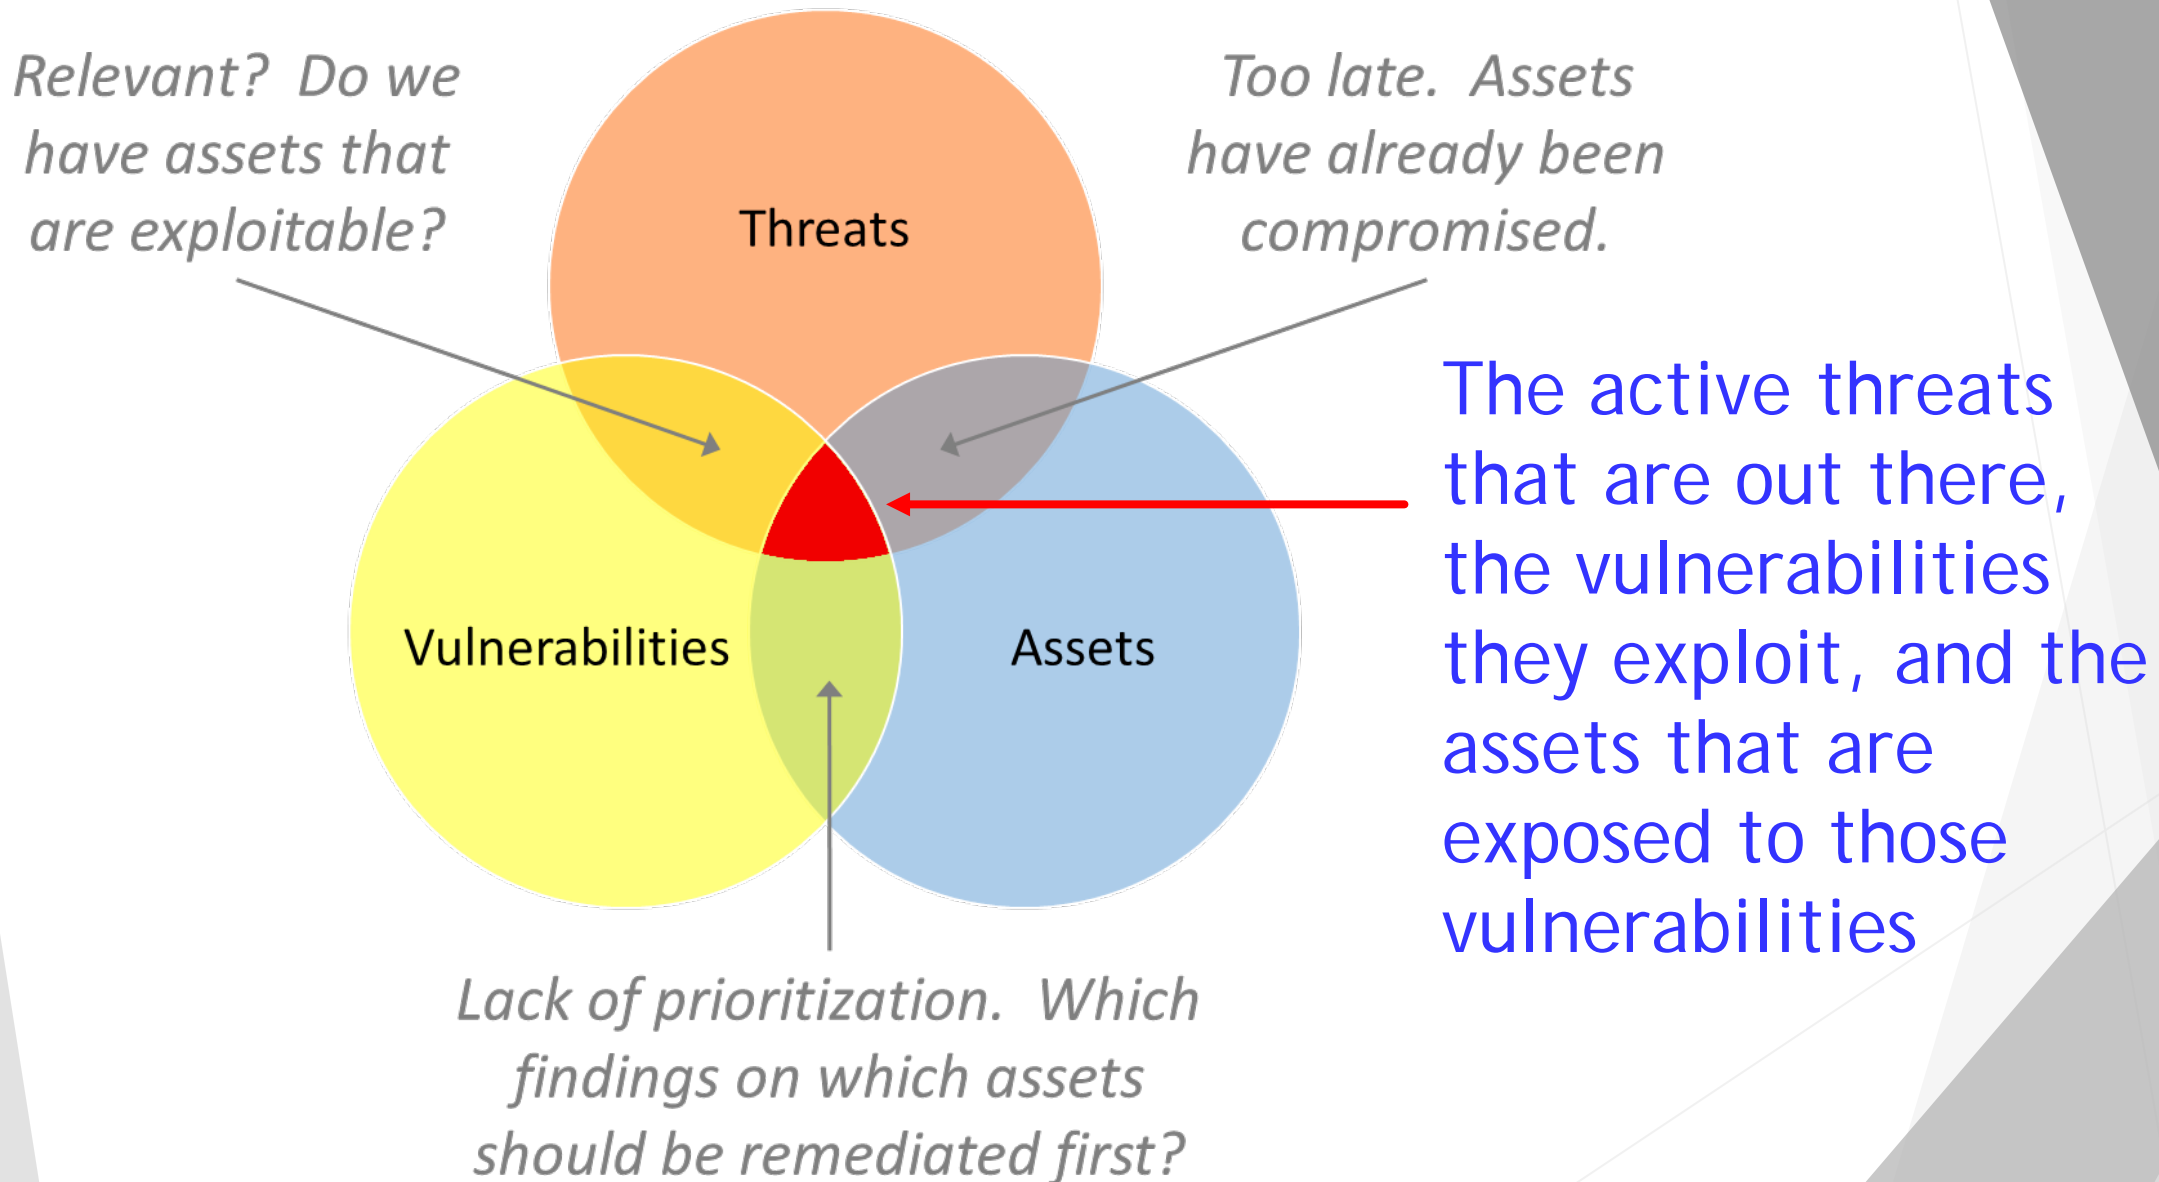 Relevant?  Do we
have assets that
are exploitable?
Too late.  Assets
have already been
compromised.
Threats
The active threats
that are out there,
the vulnerabilities
they exploit, and the
assets that are
exposed to those
vulnerabilities
Vulnerabilities
Assets
Lack of prioritization.  Which
findings on which assets
should be remediated first?